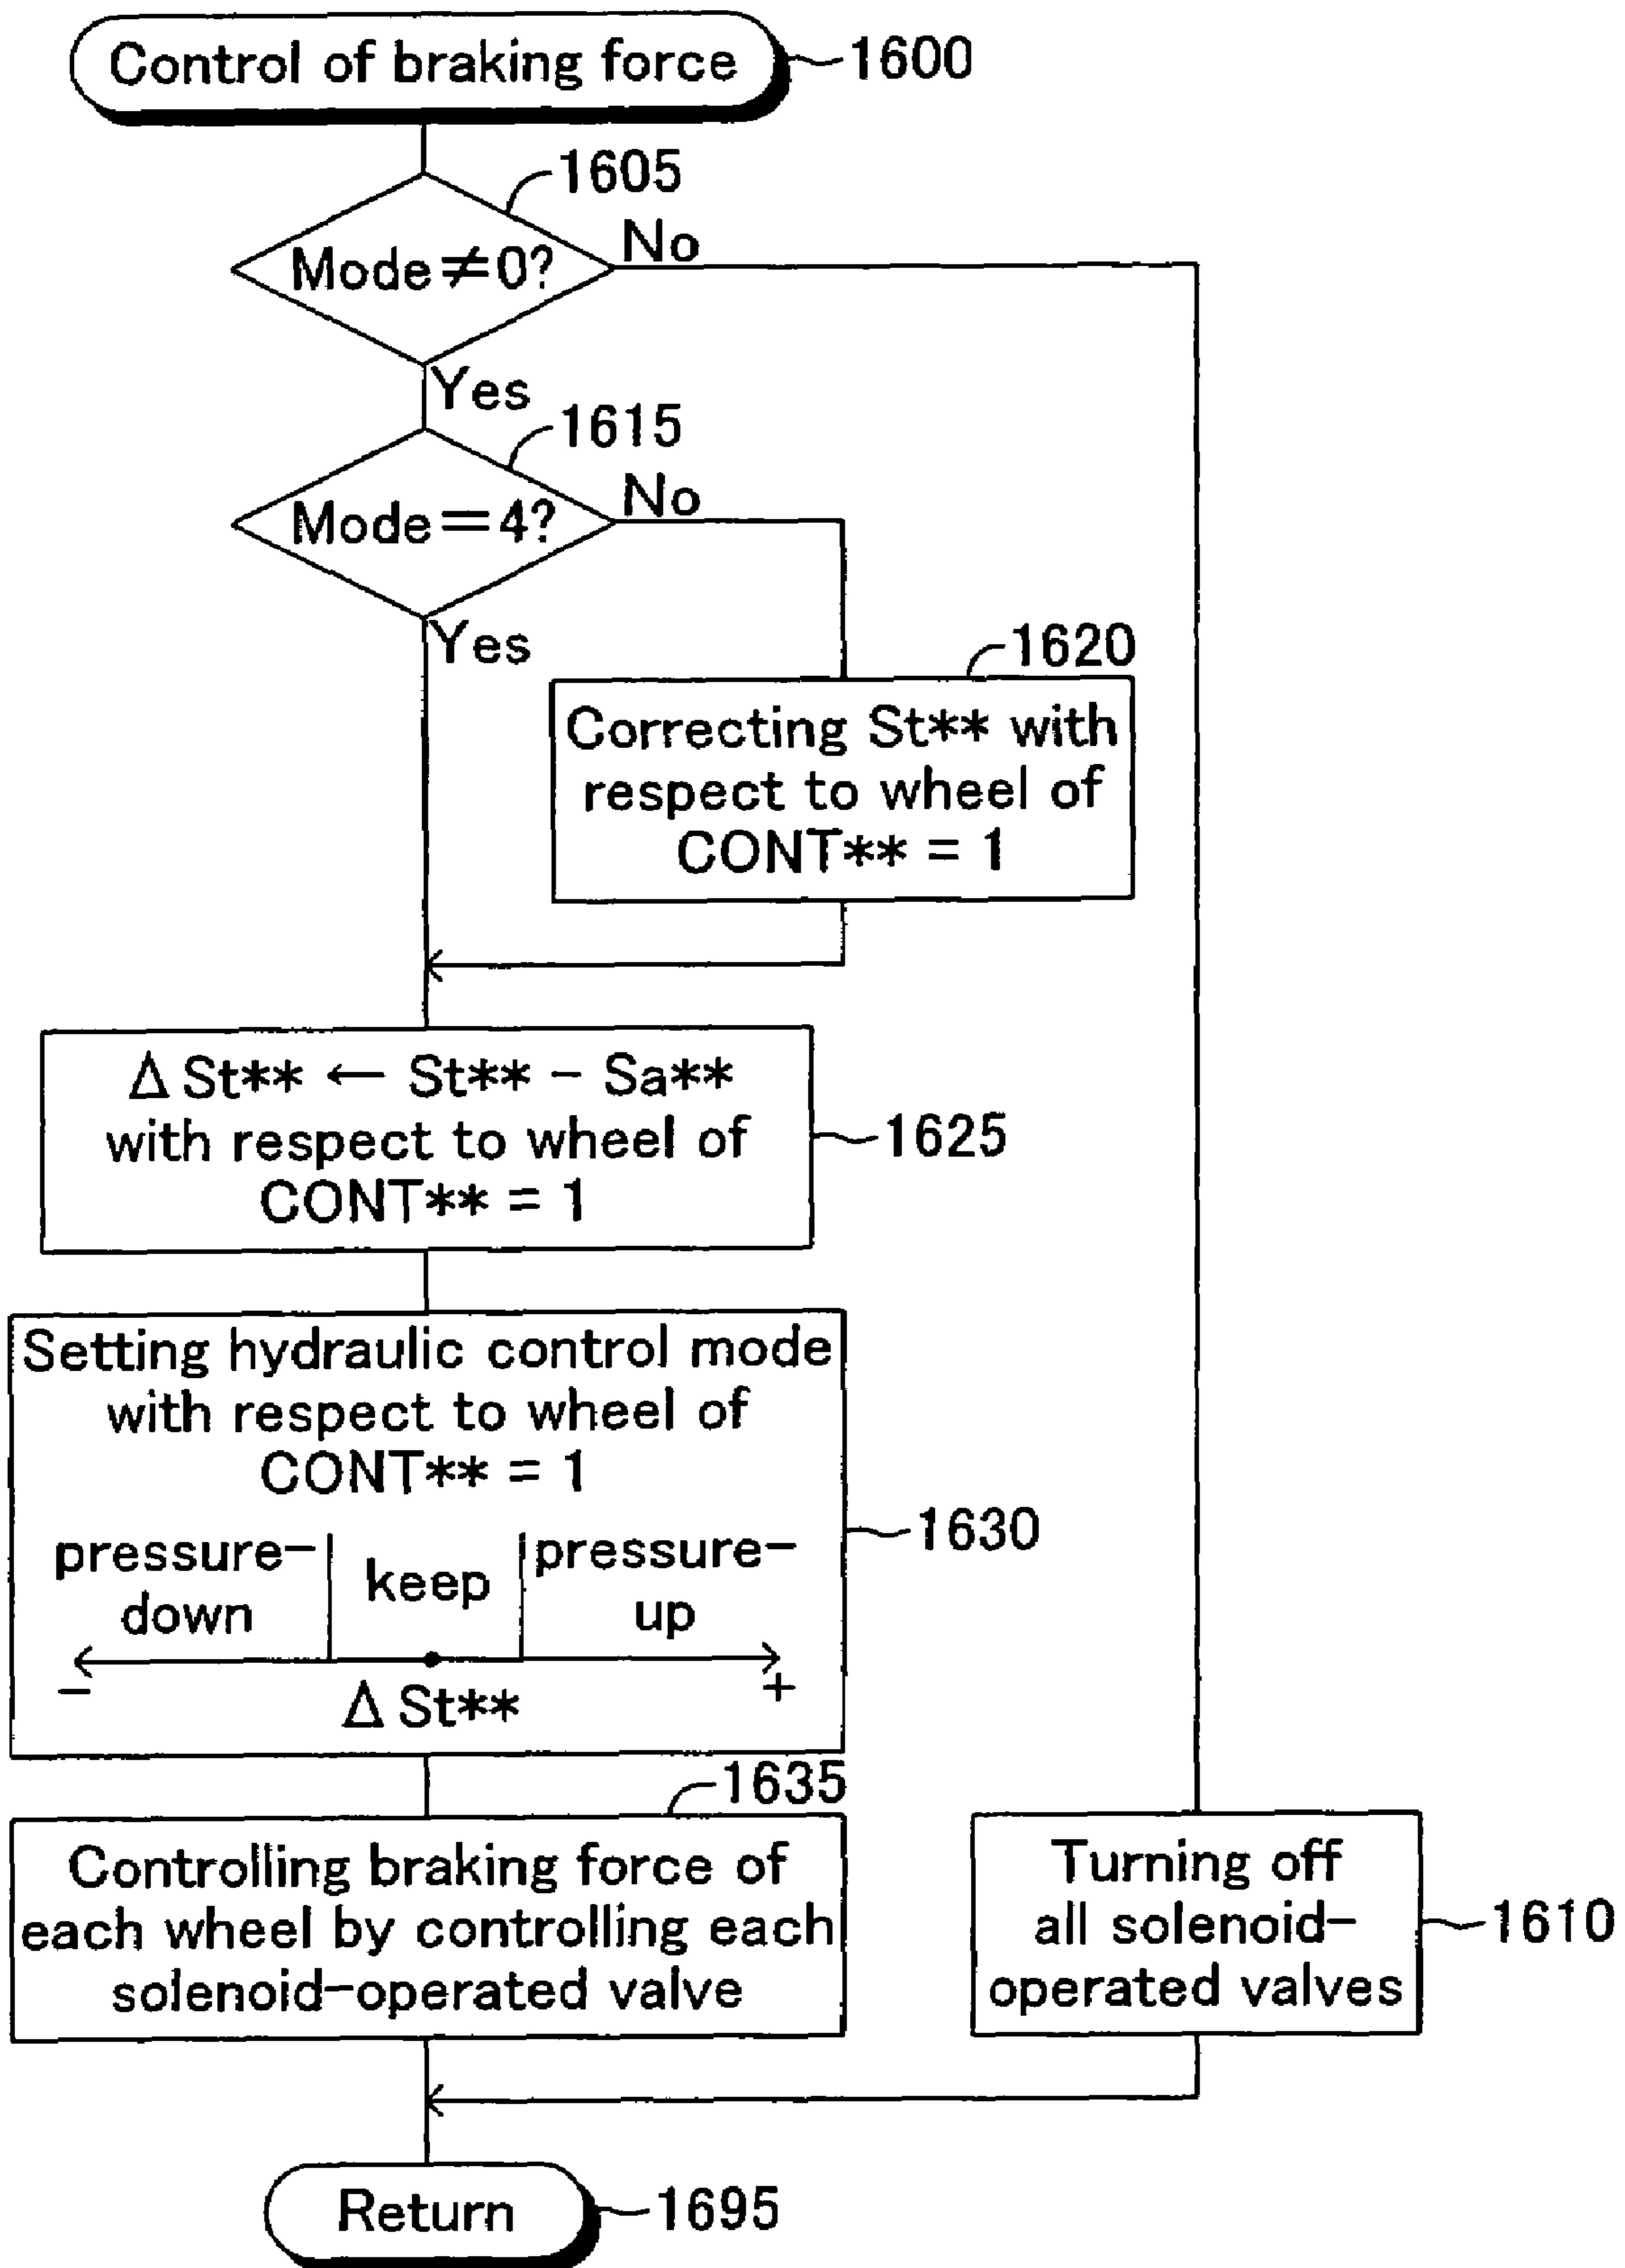 Control of braking force
1600
1605
Mode≠0?
No
Yes
1615
Mode=4?
No
Yes
1620
Correcting St** with
respect to wheel of
CONT** = 1
Δ St** ← St** - Sa**
with respect to wheel of
CONT** = 1
1625
Setting hydraulic control mode
with respect to wheel of
CONT** = 1
pressure-
down
keep
pressure-
up
-
+
Δ St**
1630
1635
Controlling braking force of
each wheel by controlling each
solenoid-operated valve
Turning off
all solenoid-
operated valves
1610
Return
1695